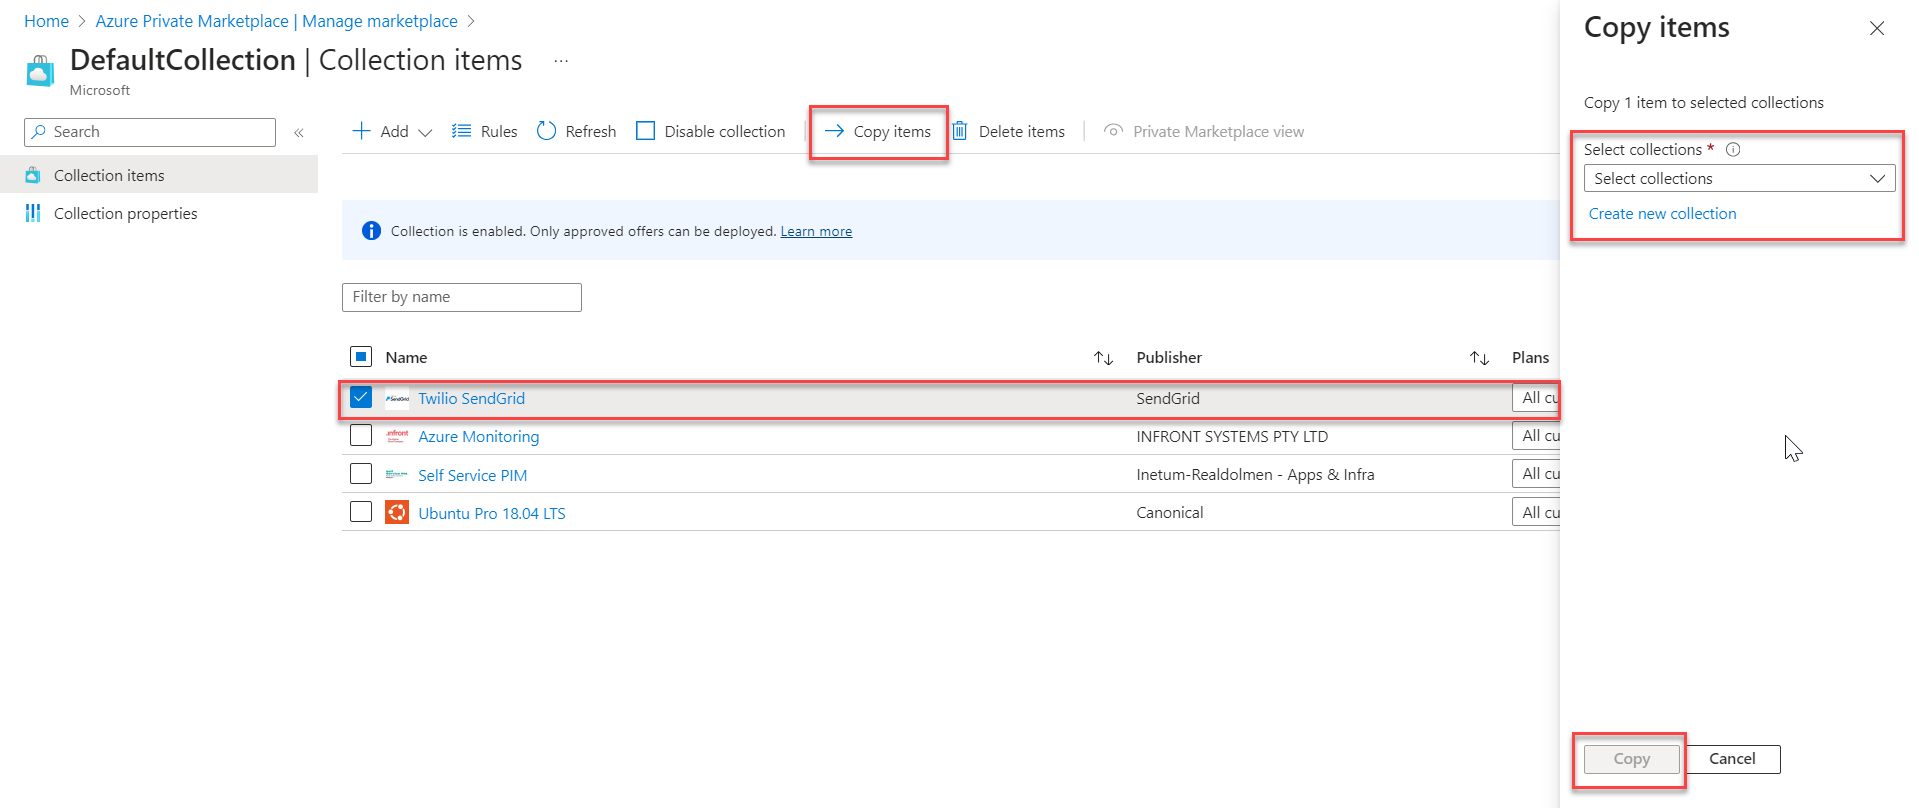 Home > Azure Private Marketplace | Manage marketplace >
DefaultCollection | Collection items ...
Microsoft
Search «
Collection items
Collection properties
Add Rules Refresh Disable collection Copy items Delete items Private Marketplace view
Collection is enabled. Only approved offers can be deployed. Learn more
Filter by name
Name Publisher Plans
SendGrid Twilio SendGrid SendGrid All cu
infront Azure Monitoring INFRONT SYSTEMS PTY LTD All cu
Self Service PIM Inetum-Realdolmen - Apps & Infra All cu
Ubuntu Pro 18.04 LTS Canonical All cu
Copy items
Copy 1 item to selected collections
Select collections *
Select collections
Create new collection
Copy Cancel